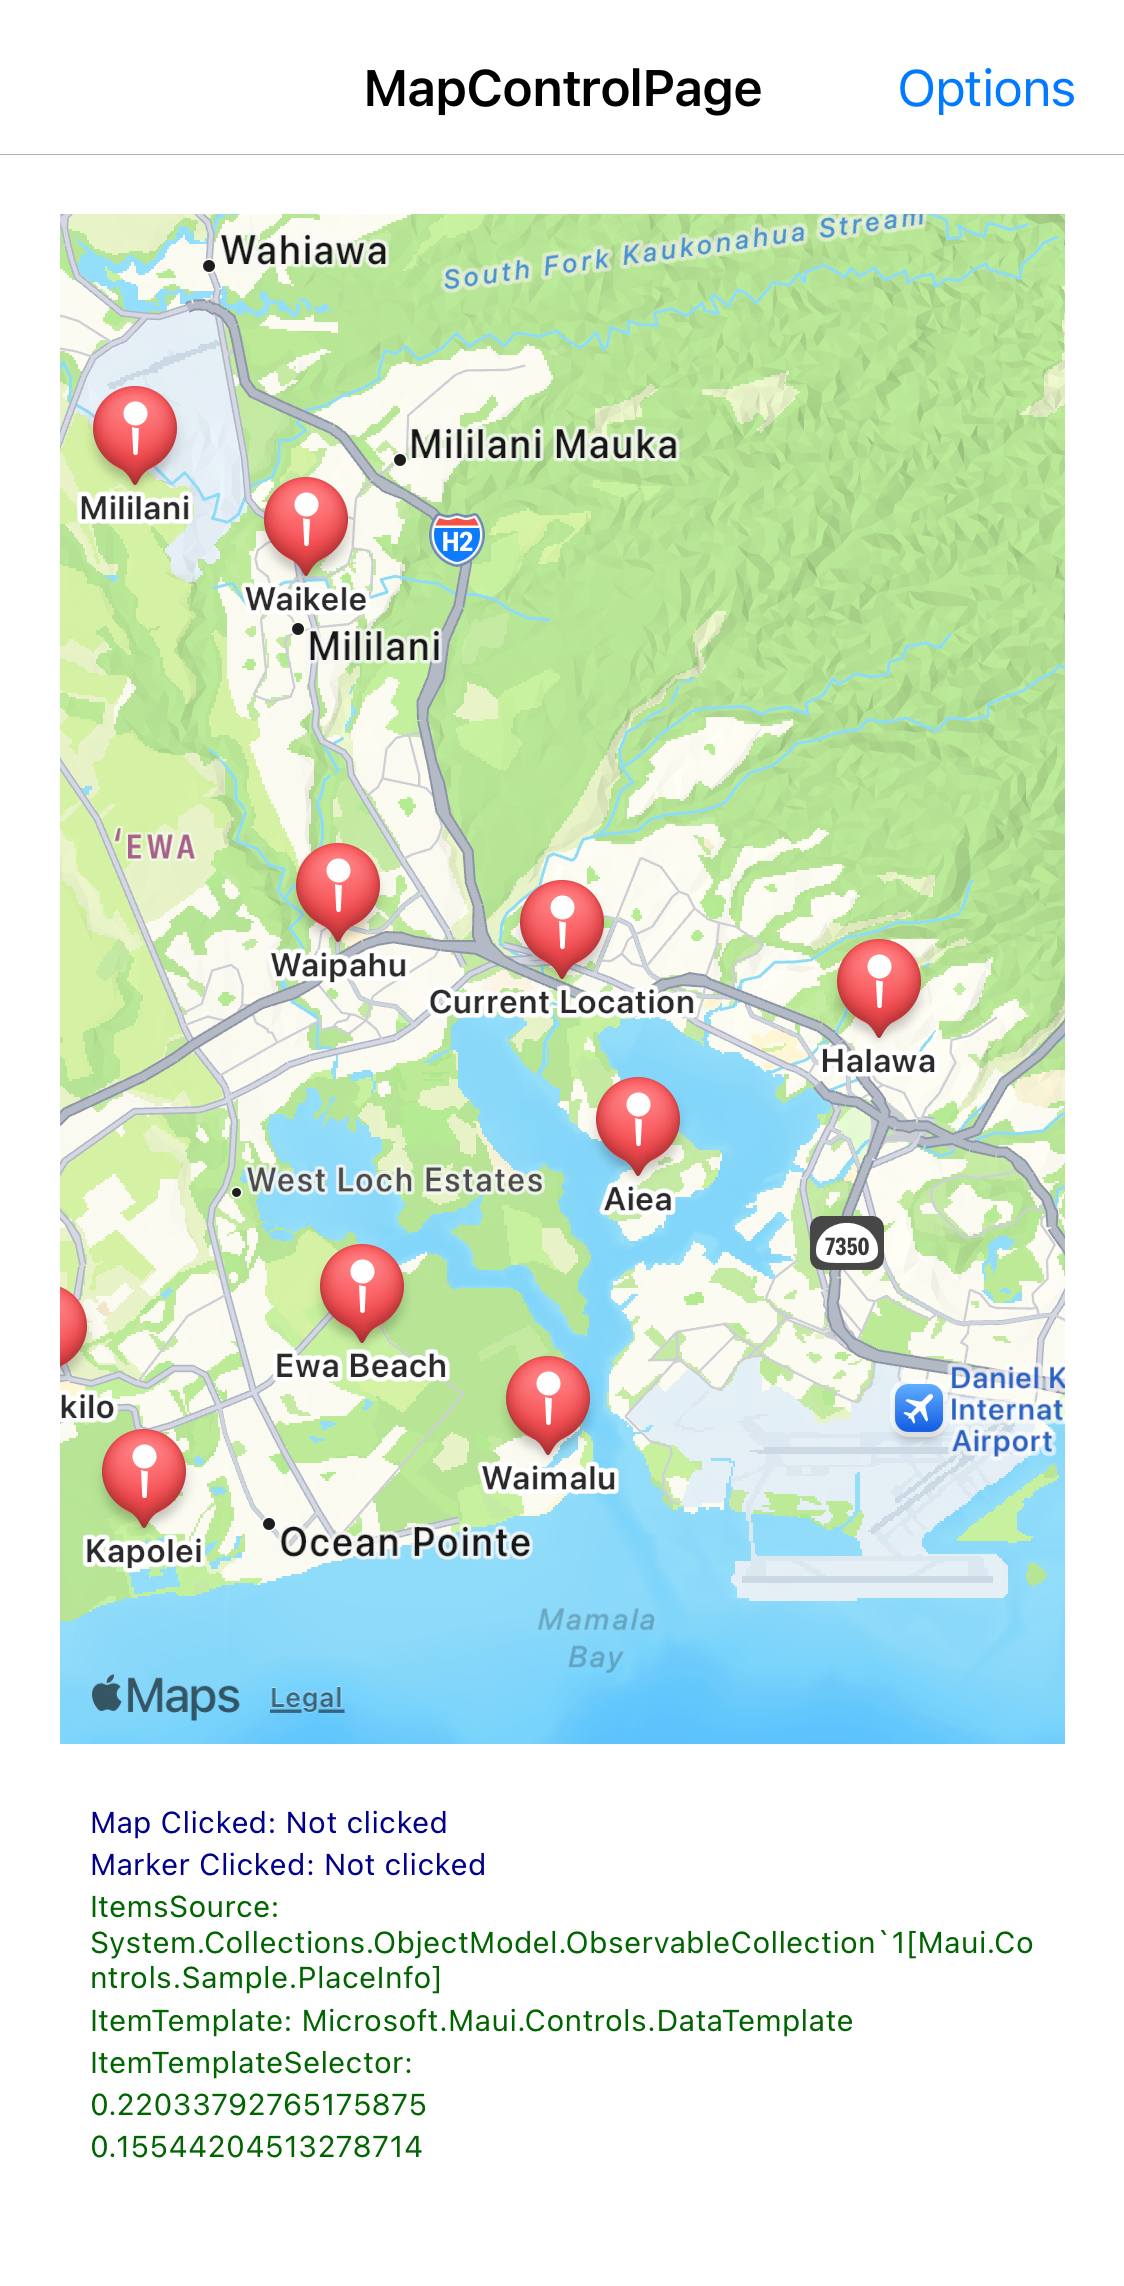 MapControlPage
Options
Wahiawa
South Fork Kaukonahua Stream
Mililani Mauka
Mililani
H2
Waikele
Mililani
ʻEWA
Waipahu
Current Location
Halawa
West Loch Estates
Aiea
7350
Ewa Beach
Daniel K
Internat
Airport
kilo
Waimalu
Kapolei
Ocean Pointe
Mamala
Bay
Maps
Legal
Map Clicked: Not clicked
Marker Clicked: Not clicked
ItemsSource:
System.Collections.ObjectModel.ObservableCollection`1[Maui.Co
ntrols.Sample.PlaceInfo]
ItemTemplate: Microsoft.Maui.Controls.DataTemplate
ItemTemplateSelector:
0.22033792765175875
0.15544204513278714